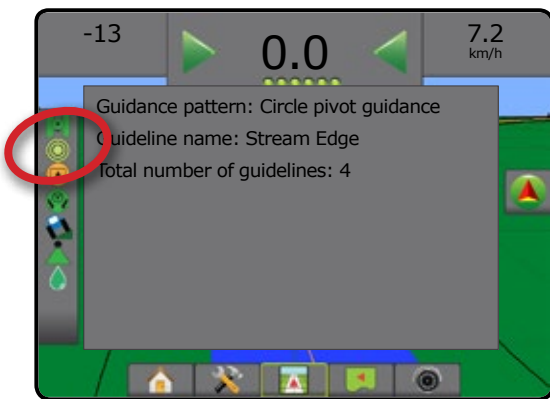 -13
0.0
7.2
km/h
Guidance pattern: Circle pivot guidance
Guideline name: Stream Edge
Total number of guidelines: 4